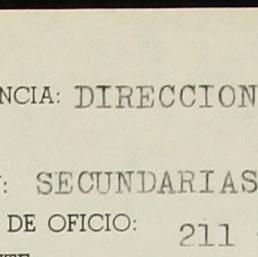 NCIA: DIRECCION
: SECUNDARIAS
DE OFICIO: 211